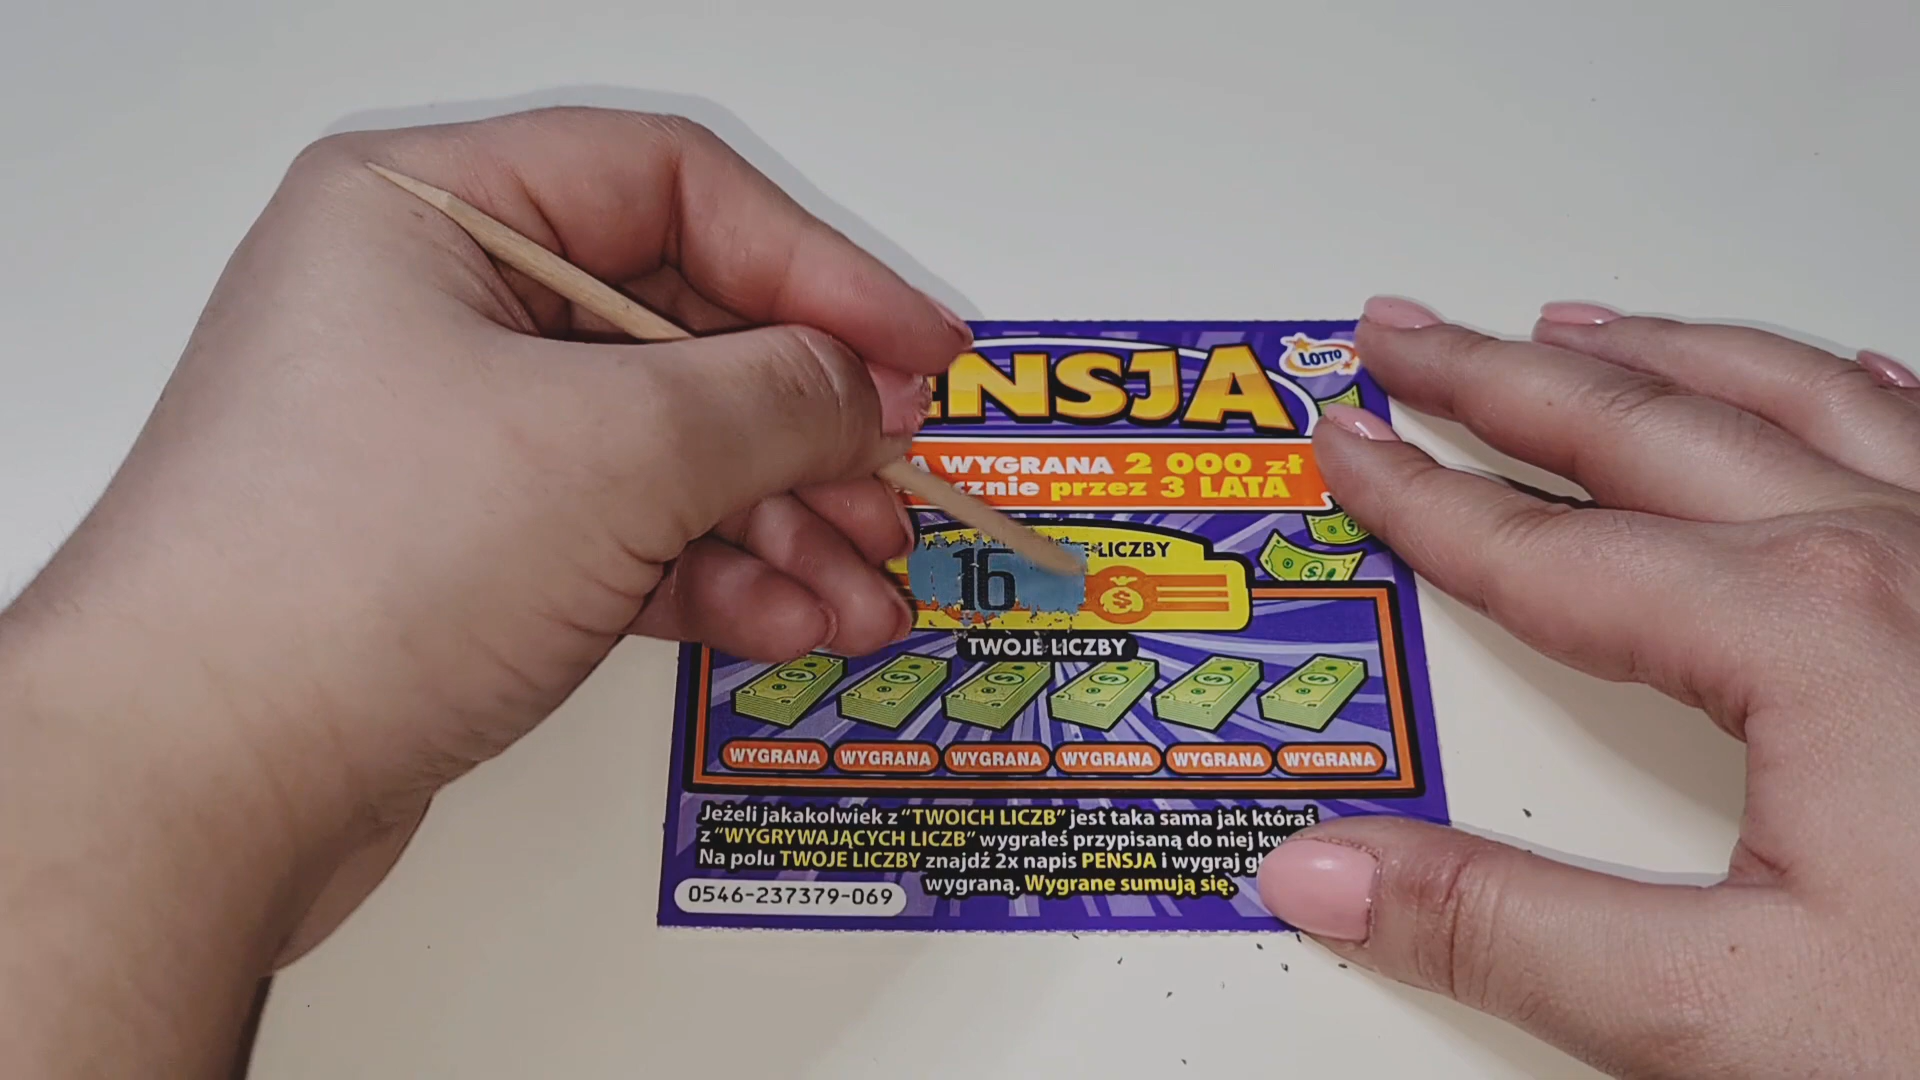 LOTTO
WYGRANA 2 000 zł
przez 3 LATA
LICZBY
16
TWOJE LICZBY
WYGRANA WYGRANA WYGRANA WYGRANA WYGRANA WYGRANA
Jeżeli jakakolwiek z “TWOICH LICZB” jest taka sama jak któraś
z “WYGRYWAJĄCYCH LICZB” wygrałeś przypisaną do niej
Na polu TWOJE LICZBY znajdź 2x napis PENSJA i wygraj
wygraną. Wygrane sumują się.
0546-237379-069